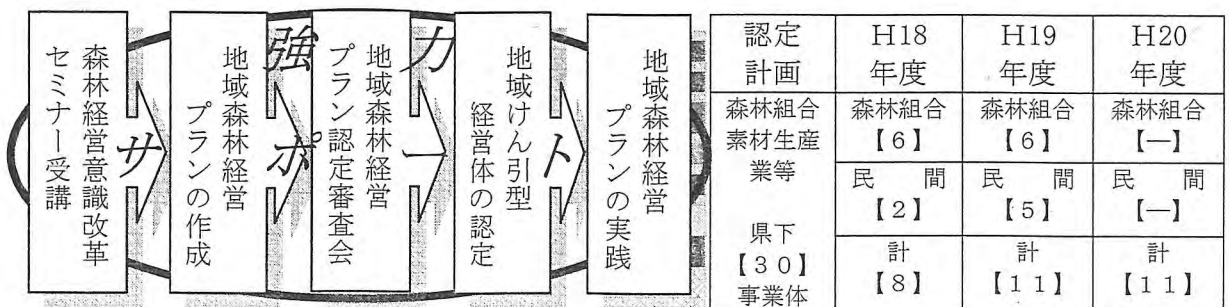 森林経営意識改革
セミナー受講
地域森林経営
プランの作成
地域森林経営
プラン認定審査会
地域けん引型
経営体の認定
地域森林経営
プランの実践
強力
サポート
認定
計画
H18
年度
H19
年度
H20
年度
森林組合
素材生産
業等
県下
【30】
事業体
森林組合
【6】
森林組合
【6】
森林組合
【―】
民　間
【2】
民　間
【5】
民　間
【―】
計
【8】
計
【11】
計
【11】